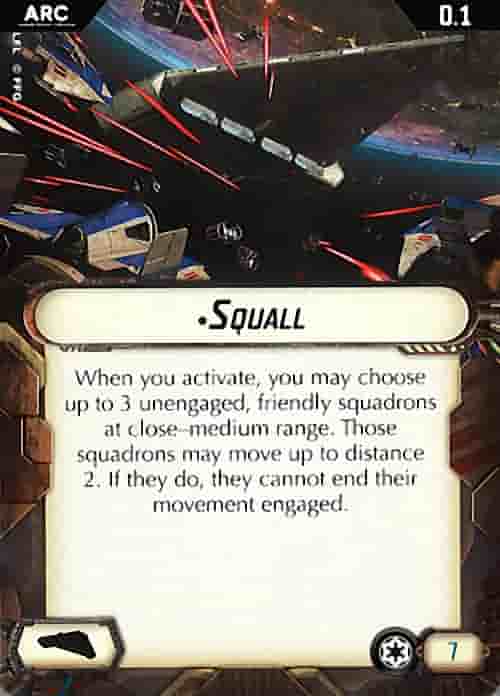 ARC
0.1
LFL © FFG
•SQUALL
When you activate, you may choose
up to 3 unengaged, friendly squadrons
at close–medium range. Those
squadrons may move up to distance
2. If they do, they cannot end their
movement engaged.
7